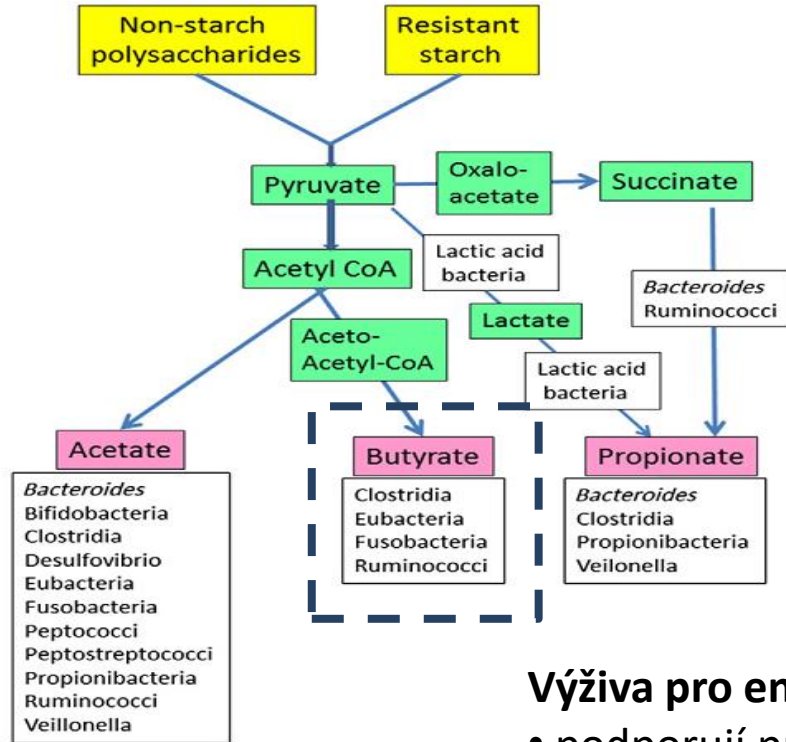 Non-starch
polysaccharides
Resistant
starch
Pyruvate
Oxalo-
acetate
Succinate
Acetyl CoA
Lactic acid
bacteria
Bacteroides
Ruminococci
Aceto-
Acetyl-CoA
Lactate
Lactic acid
bacteria
Acetate
Butyrate
Propionate
Bacteroides
Bifidobacteria
Clostridia
Desulfovibrio
Eubacteria
Fusobacteria
Peptococci
Peptostreptococci
Propionibacteria
Ruminococci
Veillonella
Clostridia
Eubacteria
Fusobacteria
Ruminococci
Bacteroides
Clostridia
Propionibacteria
Veilonella
Výživa pro